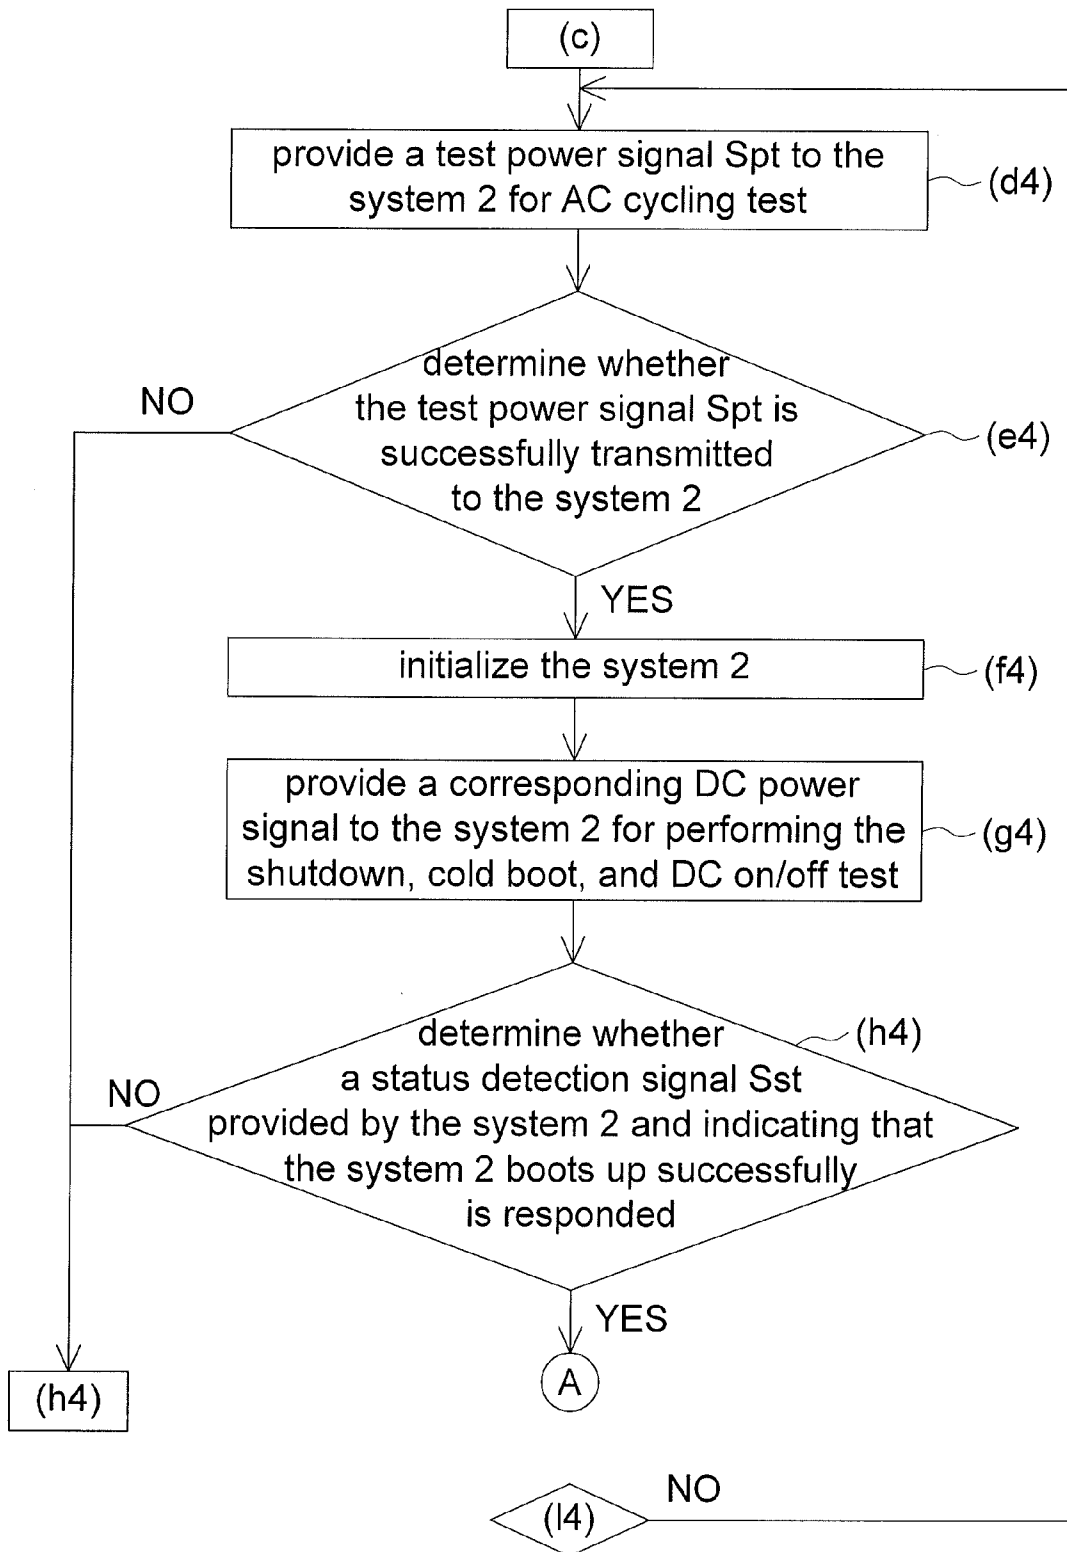 (c)
provide a test power signal Spt to the
system 2 for AC cycling test
(d4)
determine whether
the test power signal Spt is
successfully transmitted
to the system 2
(e4)
NO
YES
initialize the system 2
(f4)
provide a corresponding DC power
signal to the system 2 for performing the
shutdown, cold boot, and DC on/off test
(g4)
determine whether
a status detection signal Sst
provided by the system 2 and indicating that
the system 2 boots up successfully
is responded
(h4)
NO
YES
(h4)
A
(l4)
NO